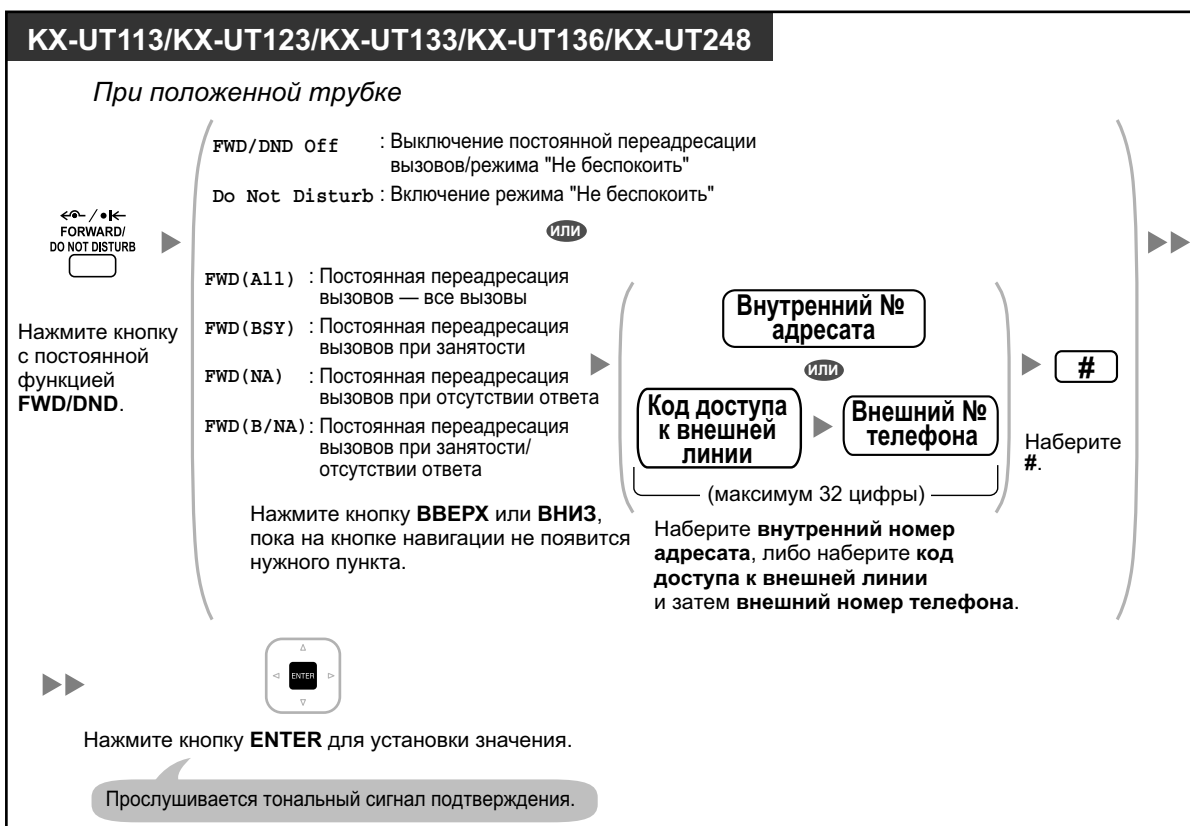 KX-UT113/KX-UT123/KX-UT133/KX-UT136/KX-UT248
При положенной трубке
FORWARD/
DO NOT DISTURB
Нажмите кнопку
с постоянной
функцией
FWD/DND.
FWD/DND Off : Выключение постоянной переадресации
вызовов/режима "Не беспокоить"
Do Not Disturb : Включение режима "Не беспокоить"
или
FWD(All) : Постоянная переадресация
вызовов — все вызовы
FWD(BSY) : Постоянная переадресация
вызовов при занятости
FWD(NA) : Постоянная переадресация
вызовов при отсутствии ответа
FWD(B/NA): Постоянная переадресация
вызовов при занятости/
отсутствии ответа
Нажмите кнопку ВВЕРХ или ВНИЗ,
пока на кнопке навигации не появится
нужного пункта.
Внутренний №
адресата
или
Код доступа
к внешней
линии
Внешний №
телефона
(максимум 32 цифры)
Наберите внутренний номер
адресата, либо наберите код
доступа к внешней линии
и затем внешний номер телефона.
#
Наберите
#.
ENTER
Нажмите кнопку ENTER для установки значения.
Прослушивается тональный сигнал подтверждения.